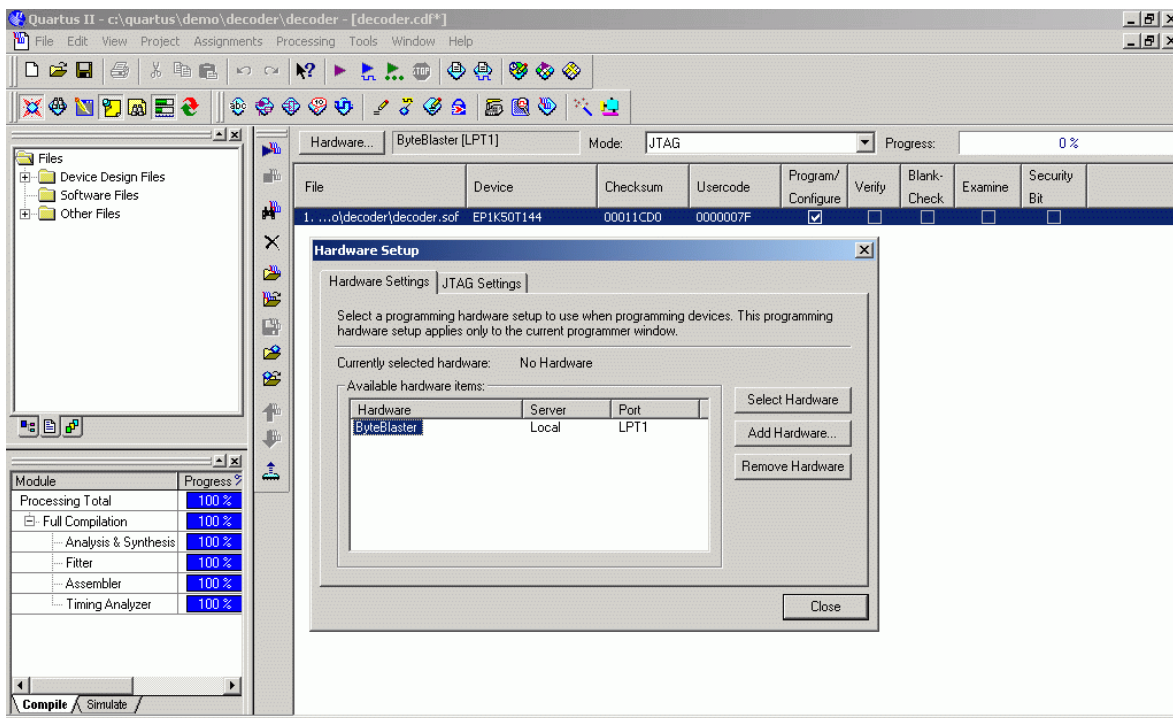 Quartus II - c:\quartus\demo\decoder\decoder - [decoder.cdf*]
File Edit View Project Assignments Processing Tools Window Help
STOP
Files
Device Design Files
Software Files
Other Files
Hardware... ByteBlaster [LPT1] Mode: JTAG Progress: 0 %
File Device Checksum Usercode Program/ Configure Verify Blank- Check Examine Security Bit
1. ...o\decoder\decoder.sof EP1K50T144 00011CD0 0000007F
Hardware Setup
Hardware Settings JTAG Settings
Select a programming hardware setup to use when programming devices. This programming
hardware setup applies only to the current programmer window.
Currently selected hardware: No Hardware
Available hardware items:
Hardware Server Port
ByteBlaster Local LPT1
Select Hardware
Add Hardware...
Remove Hardware
Close
Module Progress
Processing Total 100 %
Full Compilation 100 %
Analysis & Synthesis 100 %
Fitter 100 %
Assembler 100 %
Timing Analyzer 100 %
Compile Simulate